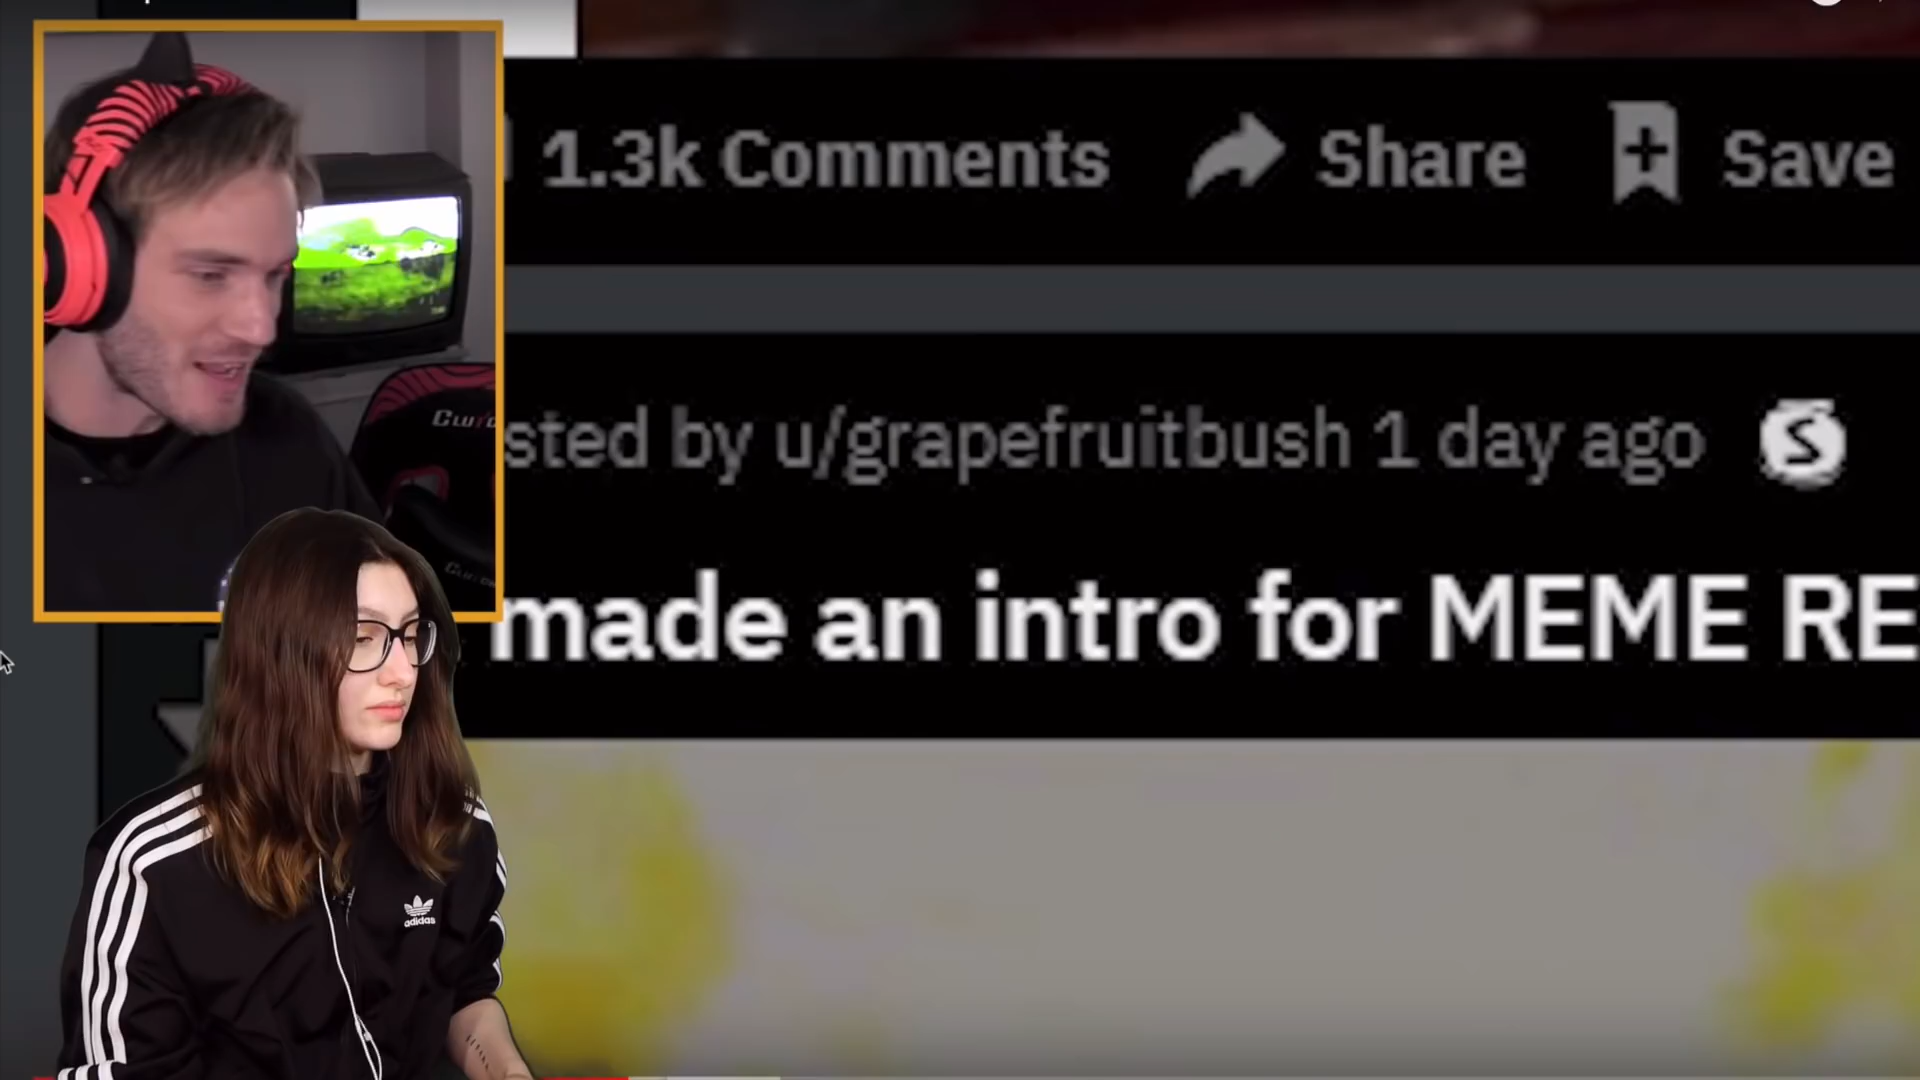 1.3k Comments Share Save
sted by u/grapefruitbush 1 day ago
made an intro for MEME RE
adidas